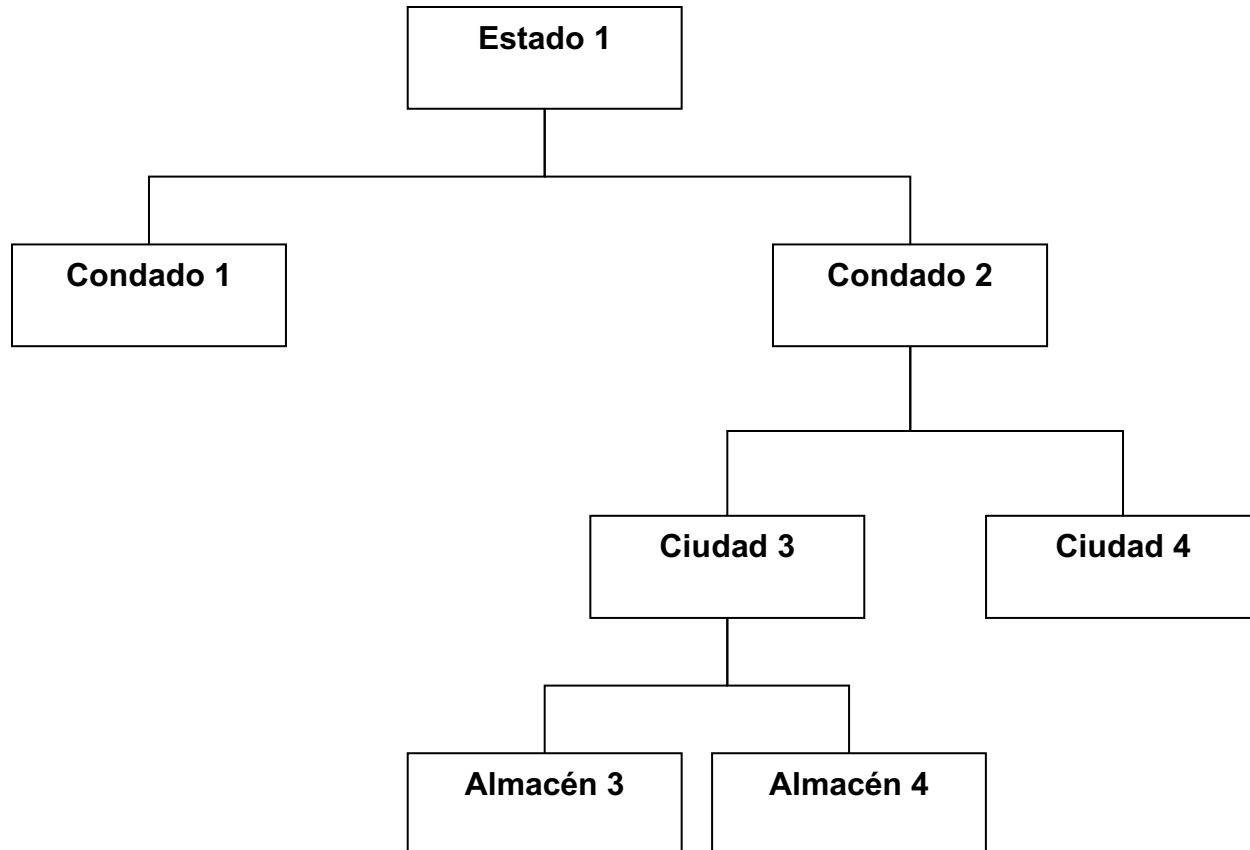 Estado 1
Condado 1
Condado 2
Ciudad 3
Ciudad 4
Almacén 3
Almacén 4